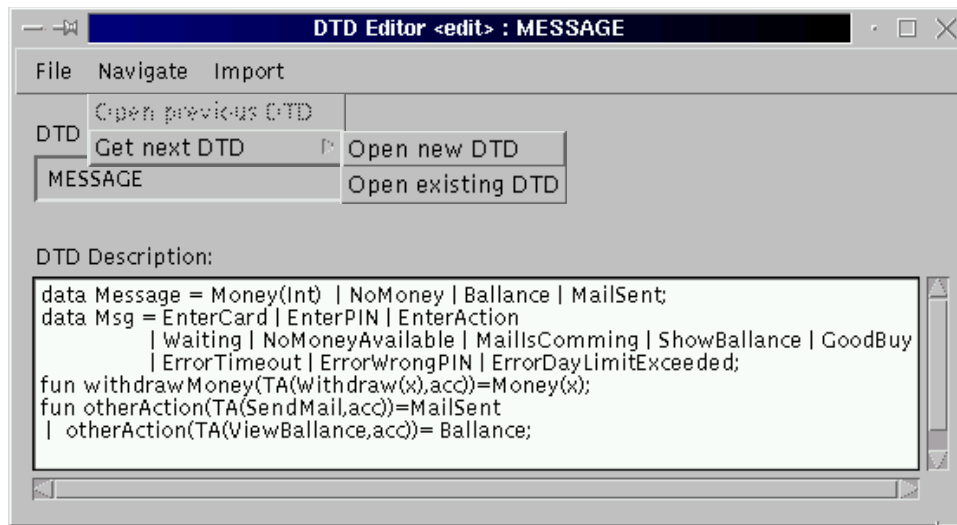 DTD Editor <edit> : MESSAGE
File Navigate Import
Open previous DTD
DTD
Get next DTD
Open new DTD
MESSAGE
Open existing DTD
DTD Description:
data Message = Money(Int) | NoMoney | Ballance | MailSent;
data Msg = EnterCard | EnterPIN | EnterAction
| Waiting | NoMoneyAvailable | MailIsComming | ShowBallance | GoodBuy
| ErrorTimeout | ErrorWrongPIN | ErrorDayLimitExceeded;
fun withdrawMoney(TA(Withdraw(x),acc))=Money(x);
fun otherAction(TA(SendMail,acc))=MailSent
| otherAction(TA(ViewBallance,acc))= Ballance;